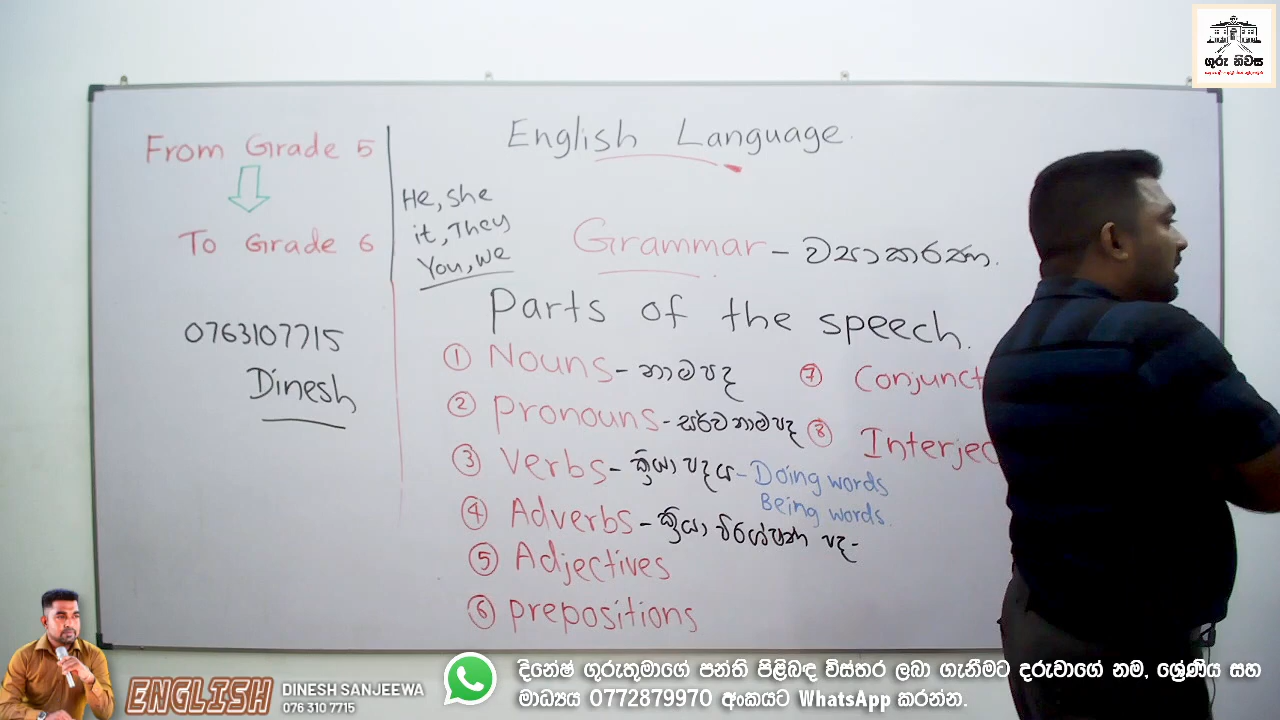 ගුරු නිවස
English Language.
From Grade 5
To Grade 6
He, She
it, They
You, We
Grammar - ව්‍යාකරණ.
Parts of the speech.
① Nouns - නාමපද
② Pronouns - සර්වනාමපද
③ Verbs - ක්‍රියා පදය - Doing words
Being words.
④ Adverbs - ක්‍රියා විශේෂණ පද -
⑤ Adjectives
⑥ prepositions
⑦ Conjunct
⑧ Interjec
0763107715
Dinesh
ENGLISH
DINESH SANJEEWA
076 310 7715
දිනේෂ් ගුරුතුමාගේ පන්ති පිළිබඳ විස්තර ලබා ගැනීමට දරුවාගේ නම, ශ්‍රේණිය සහ
මාධ්‍යය 0772879970 අංකයට WhatsApp කරන්න.